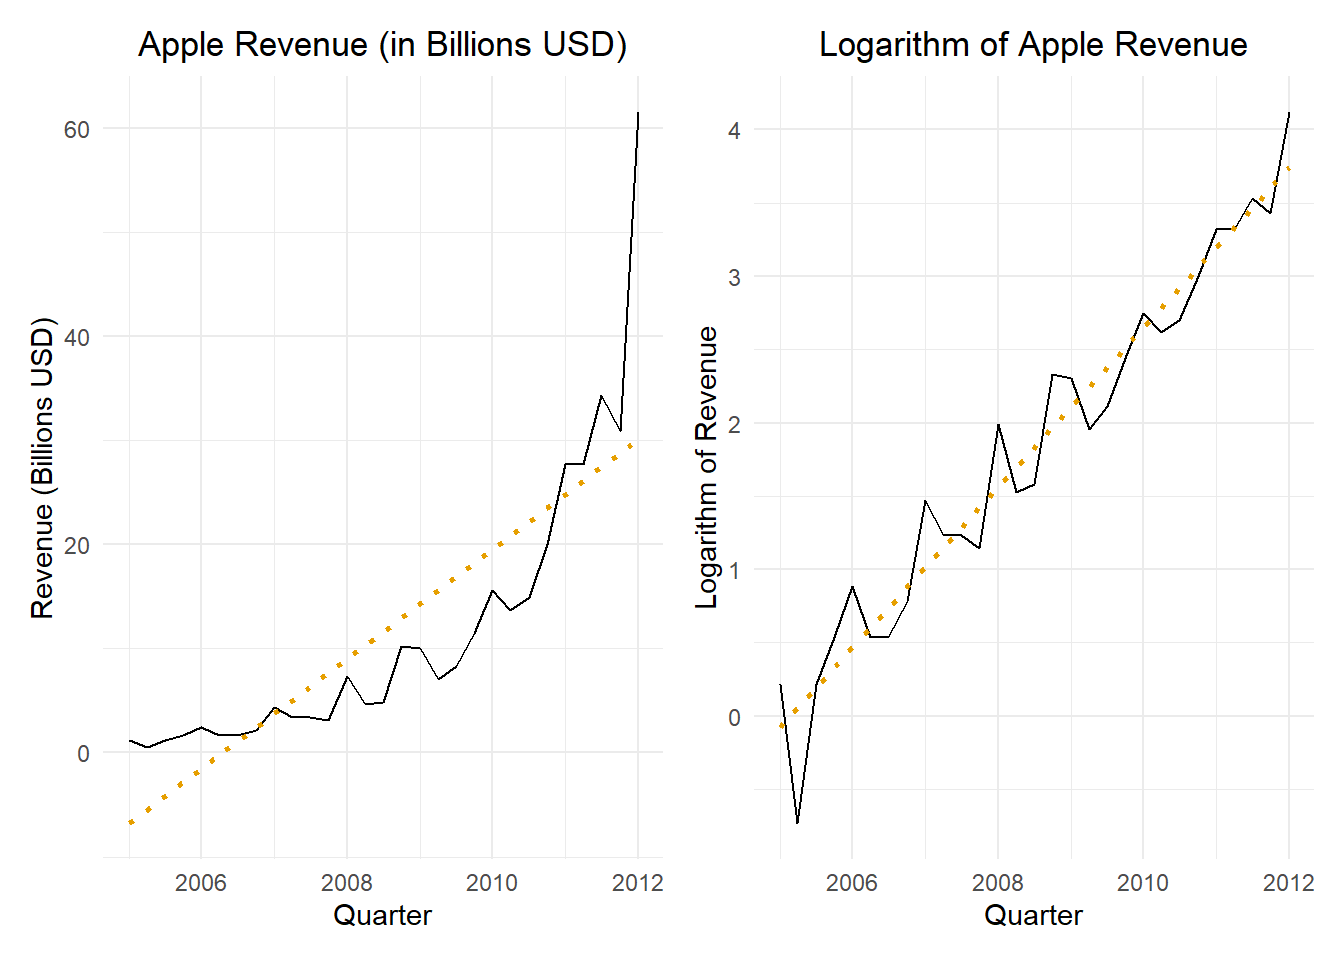 Apple Revenue (in Billions USD)
Revenue (Billions USD)
60
40
20
0
2006 2008 2010 2012
Quarter
Logarithm of Apple Revenue
Logarithm of Revenue
4
3
2
1
0
2006 2008 2010 2012
Quarter